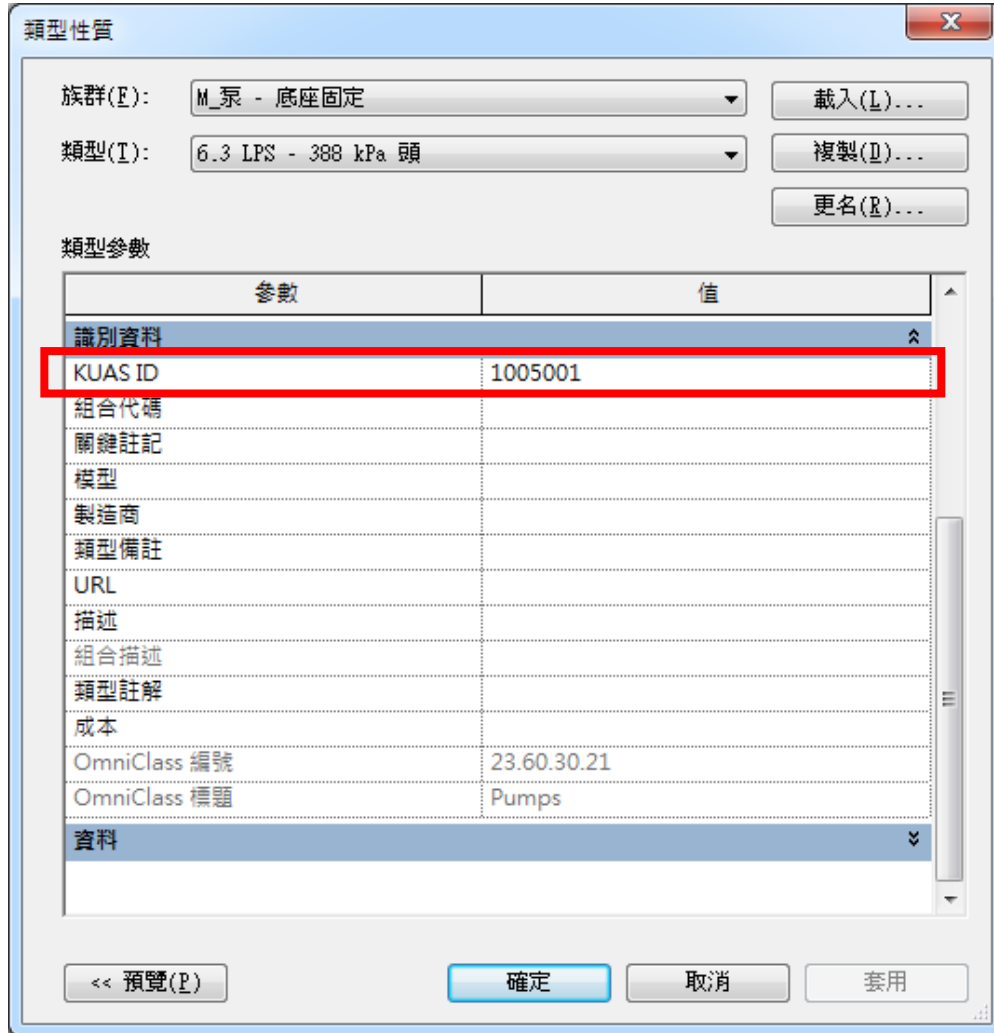 類型性質
族群(F): M_泵 - 底座固定 載入(L)...
類型(T): 6.3 LPS - 388 kPa 頭 複製(D)...
更名(R)...
類型參數
參數 值
識別資料
KUAS ID 1005001
組合代碼
關鍵註記
模型
製造商
類型備註
URL
描述
組合描述
類型註解
成本
OmniClass 編號 23.60.30.21
OmniClass 標題 Pumps
資料
<< 預覽(P) 確定 取消 套用